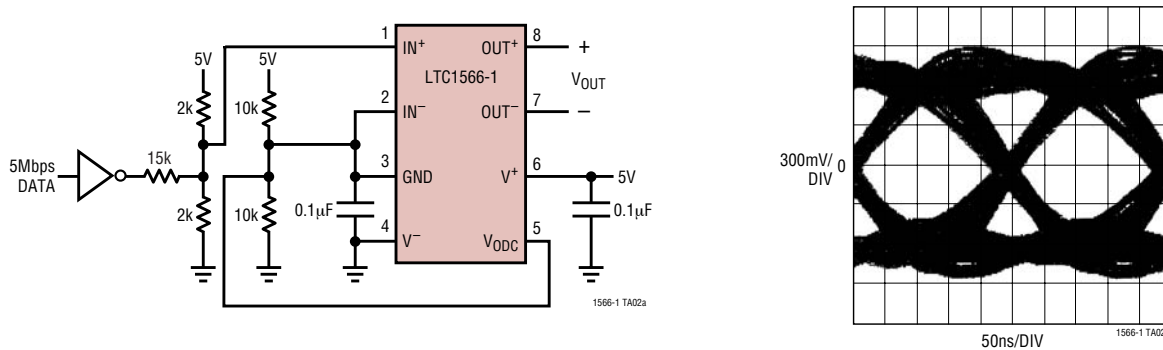 1
IN+
OUT+
8
+
5V
5V
LTC1566-1
VOUT
2k
10k
2
IN–
OUT–
7
–
5Mbps
DATA
15k
3
GND
V+
6
5V
2k
10k
0.1µF
0.1µF
4
V–
VODC
5
1566-1 TA02a
300mV/
DIV
0
50ns/DIV
1566-1 TA02